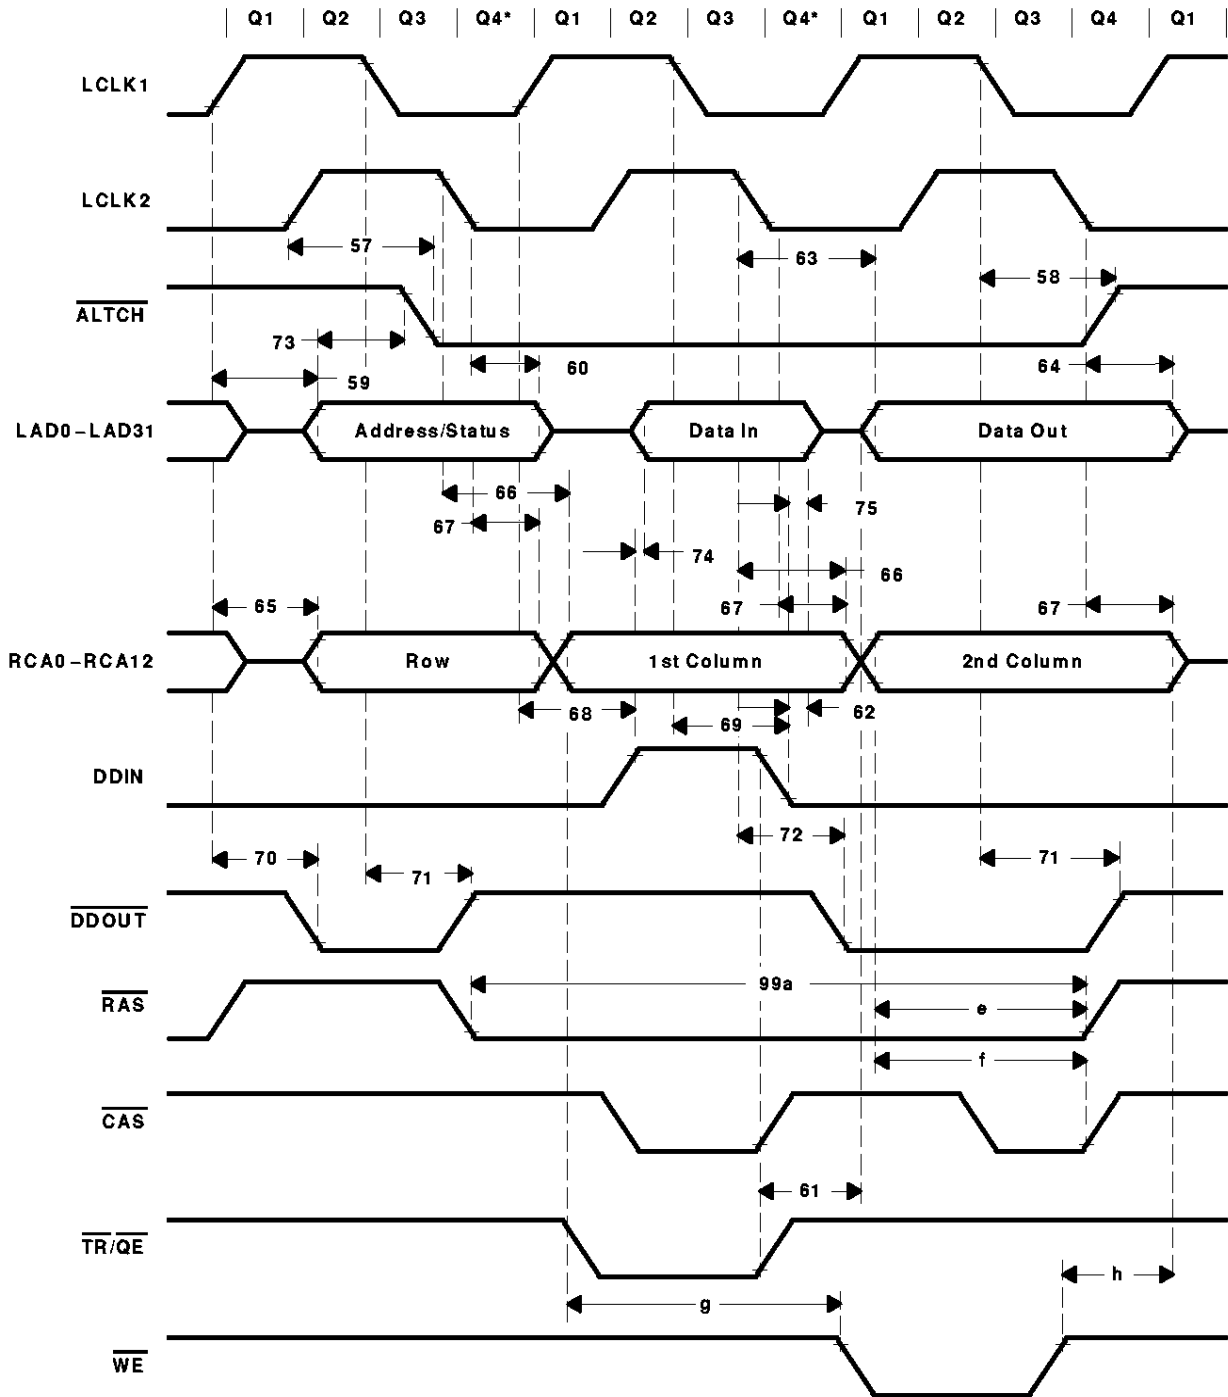 Q1 Q2 Q3 Q4* Q1 Q2 Q3 Q4* Q1 Q2 Q3 Q4 Q1
LCLK1
LCLK2
57
63
58
ALTCH
73
60
64
59
LAD0–LAD31
Address/Status
Data In
Data Out
66
75
67
74
66
65
67
67
RCA0–RCA12
Row
1st Column
2nd Column
68
69
62
DDIN
72
70
71
71
DDOUT
99a
RAS
e
f
CAS
61
TR/QE
h
g
WE